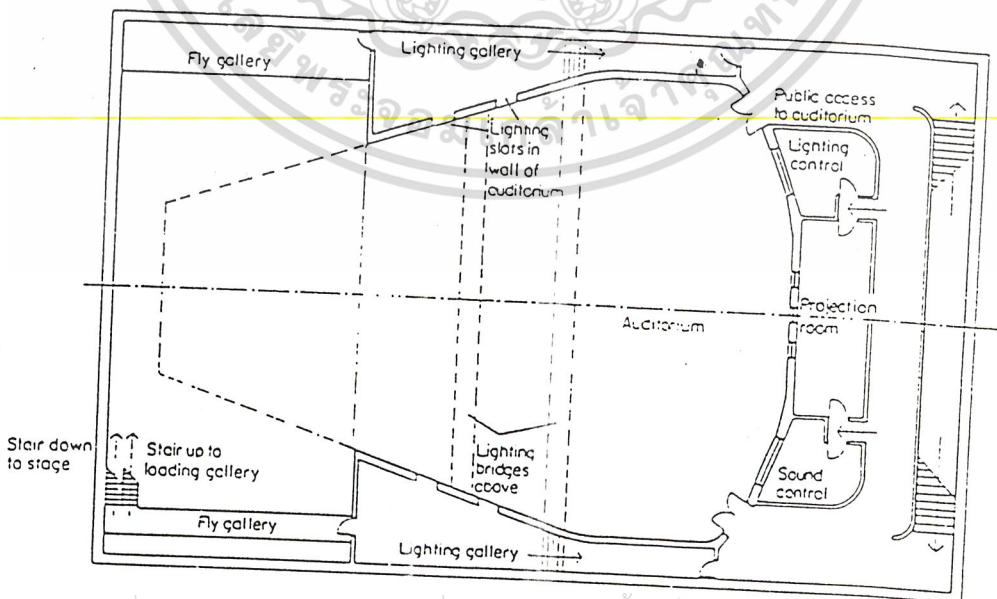 Fly gallery
Lighting gallery
Public access
to auditorium
Lighting
slots in
wall of
auditorium
Lighting
control
Auditorium
Projection
room
Stair down
to stage
Stair up to
loading gallery
Lighting
bridges
above
Sound
control
Fly gallery
Lighting gallery